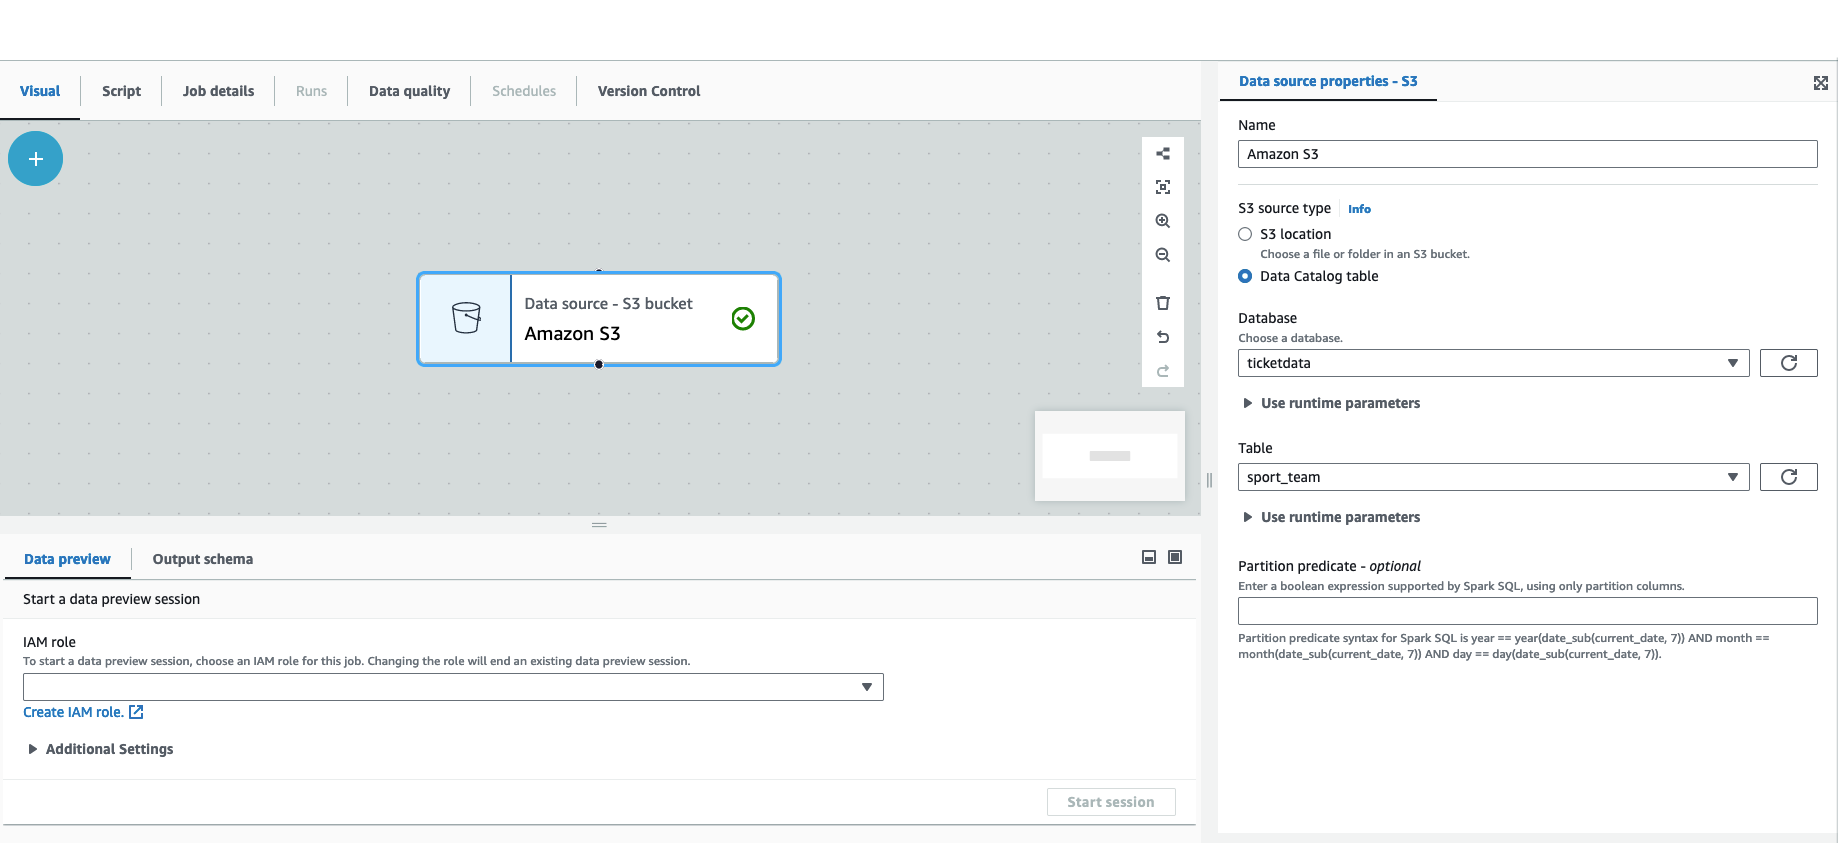 Visual
Script
Job details
Runs
Data quality
Schedules
Version Control
Data source - S3 bucket
Amazon S3
Data preview
Output schema
Start a data preview session
IAM role
To start a data preview session, choose an IAM role for this job. Changing the role will end an existing data preview session.
Create IAM role.
Additional Settings
Start session
Data source properties - S3
Name
Amazon S3
S3 source type
Info
S3 location
Choose a file or folder in an S3 bucket.
Data Catalog table
Database
Choose a database.
ticketdata
Use runtime parameters
Table
sport_team
Use runtime parameters
Partition predicate - optional
Enter a boolean expression supported by Spark SQL, using only partition columns.
Partition predicate syntax for Spark SQL is year == year(date_sub(current_date, 7)) AND month ==
month(date_sub(current_date, 7)) AND day == day(date_sub(current_date, 7)).